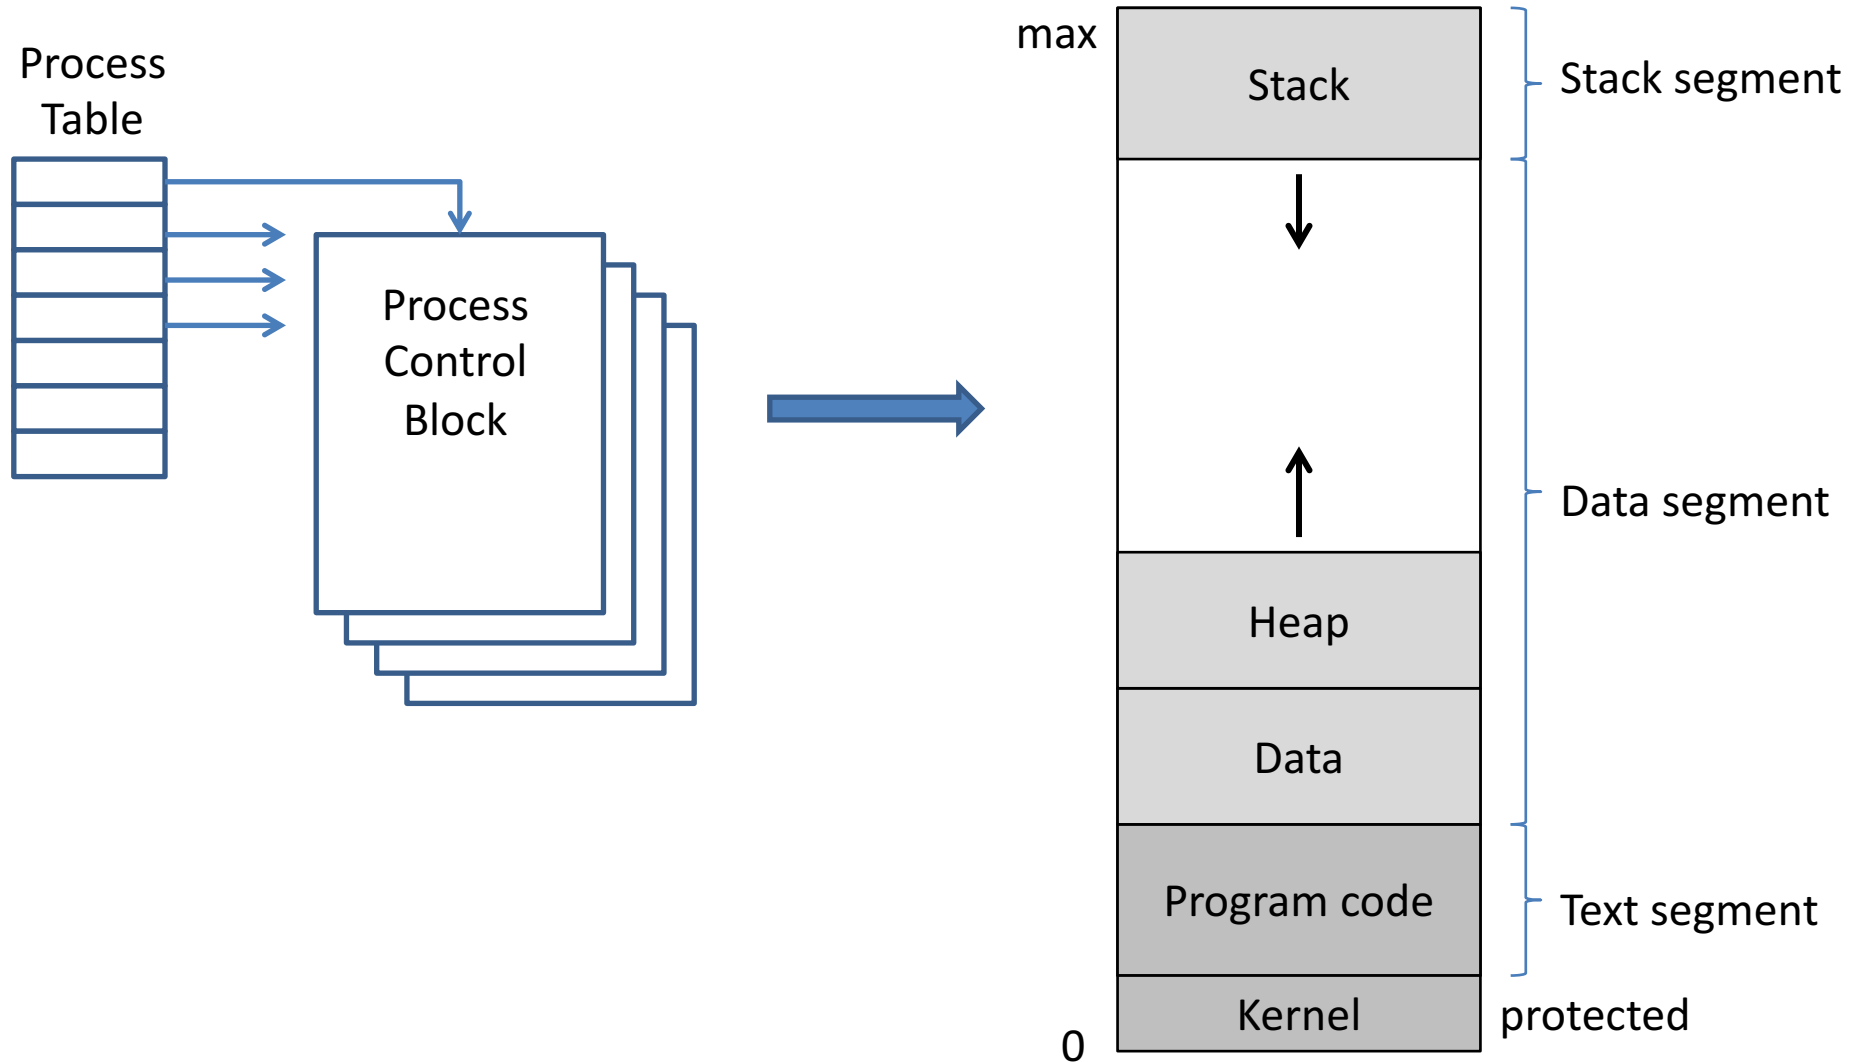 Process
Table
Process
Control
Block
max
Stack
Stack segment
Data segment
Heap
Data
Program code
Text segment
Kernel
protected
0